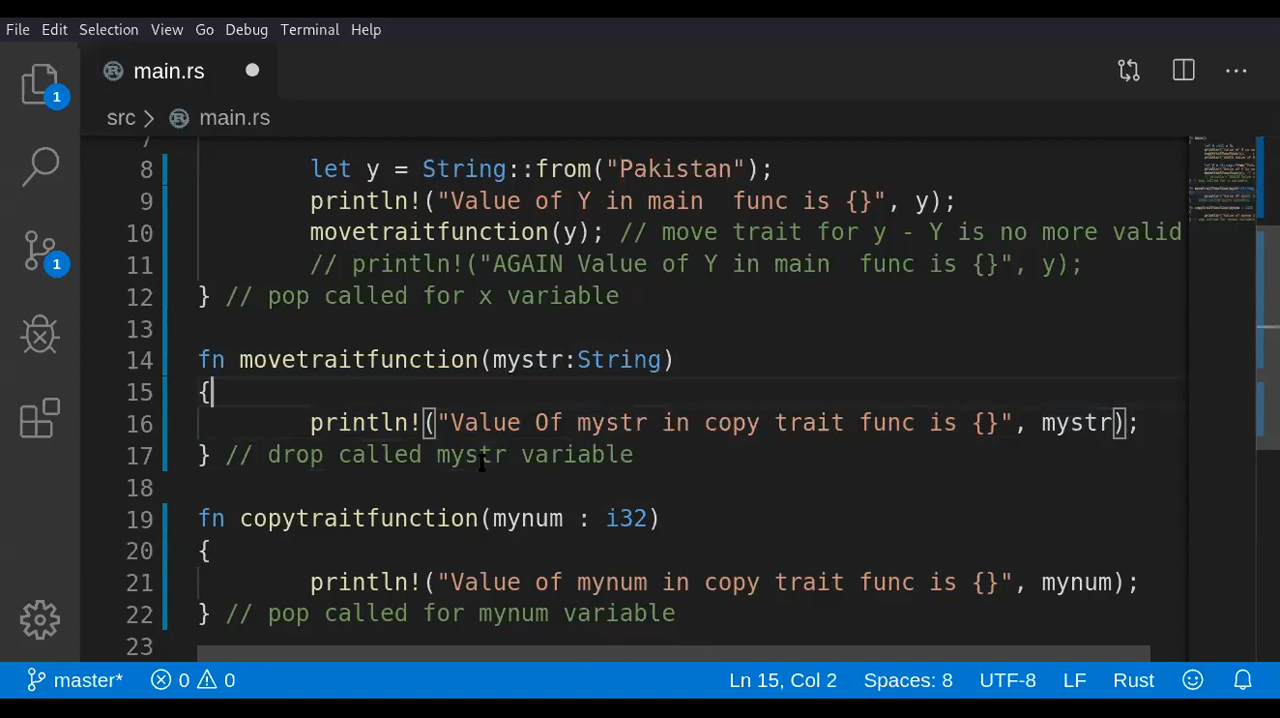 File Edit Selection View Go Debug Terminal Help
main.rs
src > main.rs
7
8 let y = String::from("Pakistan");
9 println!("Value of Y in main  func is {}", y);
10 movetraitfunction(y); // move trait for y - Y is no more valid
11 // println!("AGAIN Value of Y in main  func is {}", y);
12 } // pop called for x variable
13
14 fn movetraitfunction(mystr:String)
15 {
16 println!("Value Of mystr in copy trait func is {}", mystr);
17 } // drop called mystr variable
18
19 fn copytraitfunction(mynum : i32)
20 {
21 println!("Value of mynum in copy trait func is {}", mynum);
22 } // pop called for mynum variable
23
1
1
master* 0 0 Ln 15, Col 2 Spaces: 8 UTF-8 LF Rust